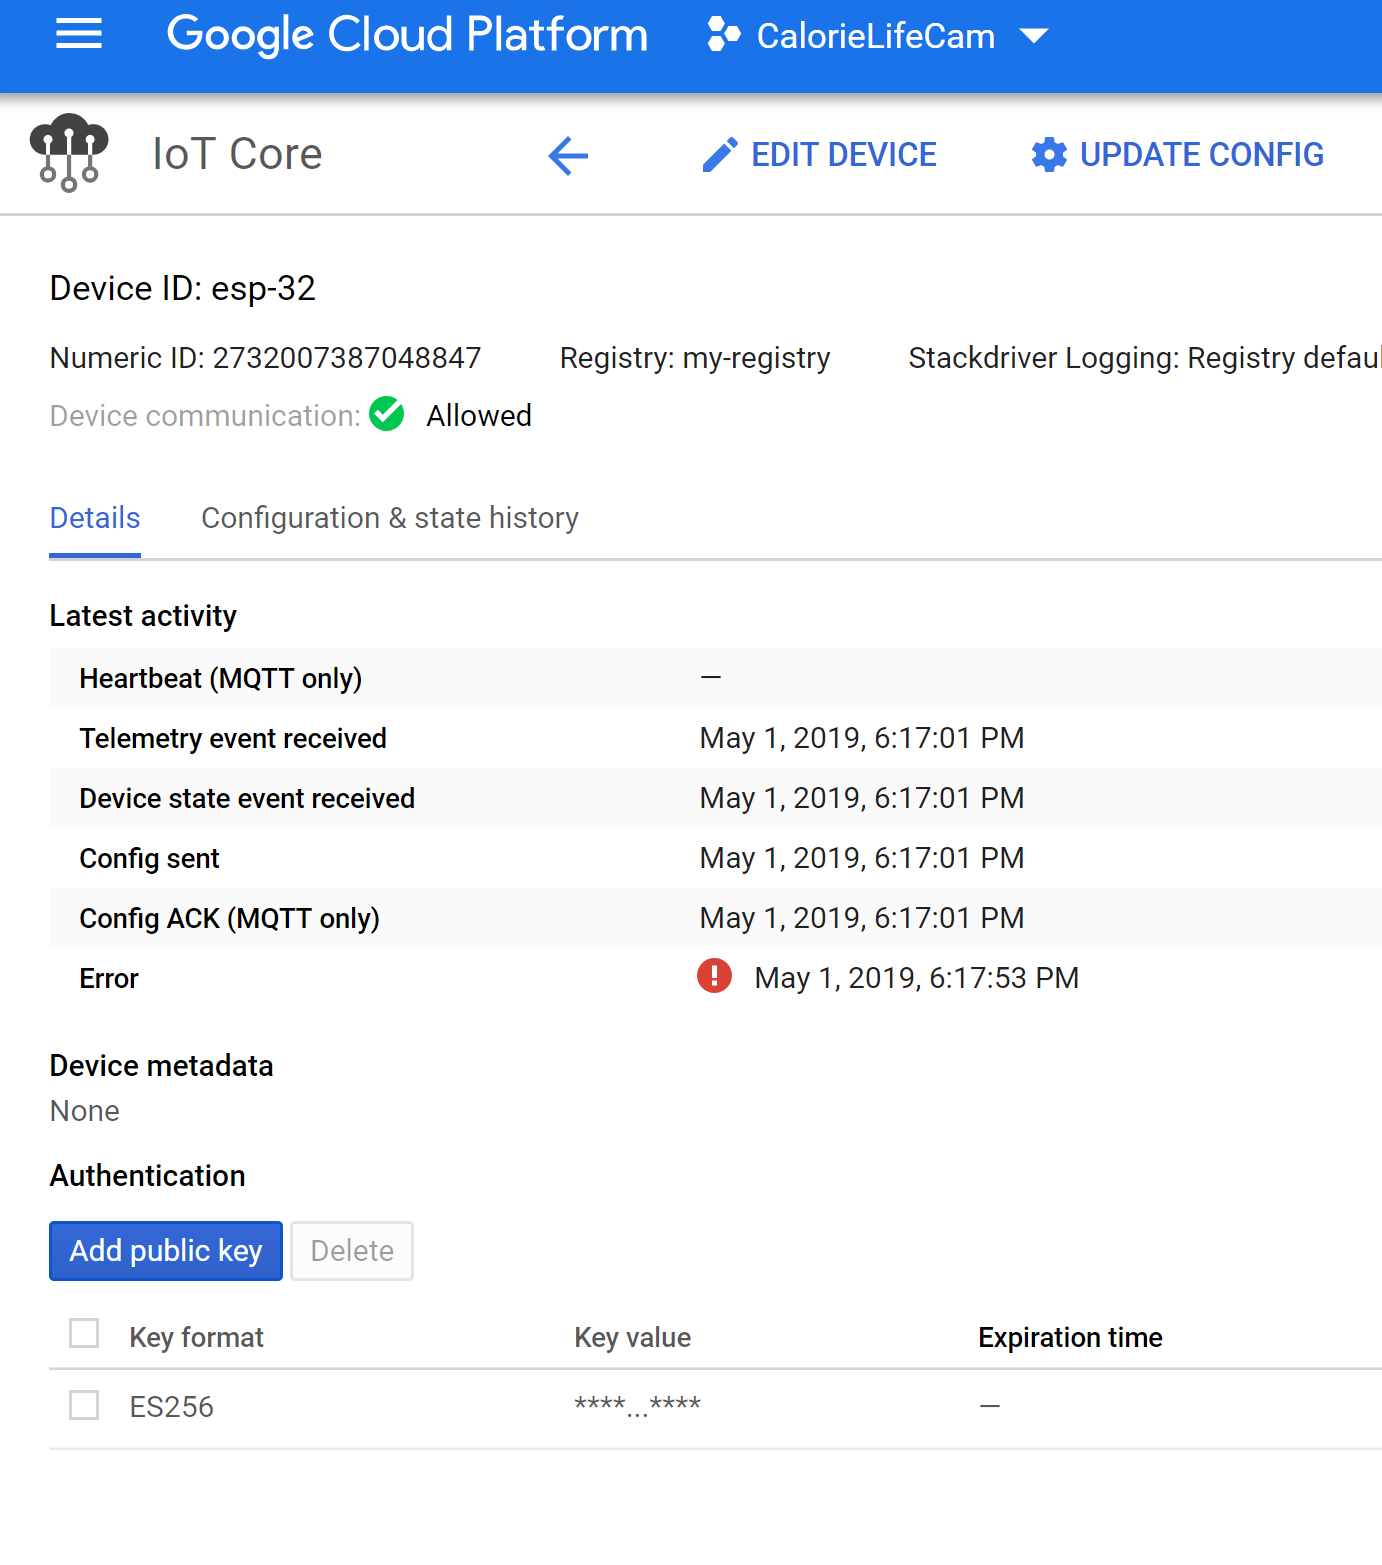 Google Cloud Platform CalorieLifeCam
IoT Core EDIT DEVICE UPDATE CONFIG
Device ID: esp-32
Numeric ID: 2732007387048847 Registry: my-registry Stackdriver Logging: Registry defaul
Device communication: Allowed
Details Configuration & state history
Latest activity
Heartbeat (MQTT only) —
Telemetry event received May 1, 2019, 6:17:01 PM
Device state event received May 1, 2019, 6:17:01 PM
Config sent May 1, 2019, 6:17:01 PM
Config ACK (MQTT only) May 1, 2019, 6:17:01 PM
Error May 1, 2019, 6:17:53 PM
Device metadata
None
Authentication
Add public key Delete
Key format Key value Expiration time
ES256 ****...**** —